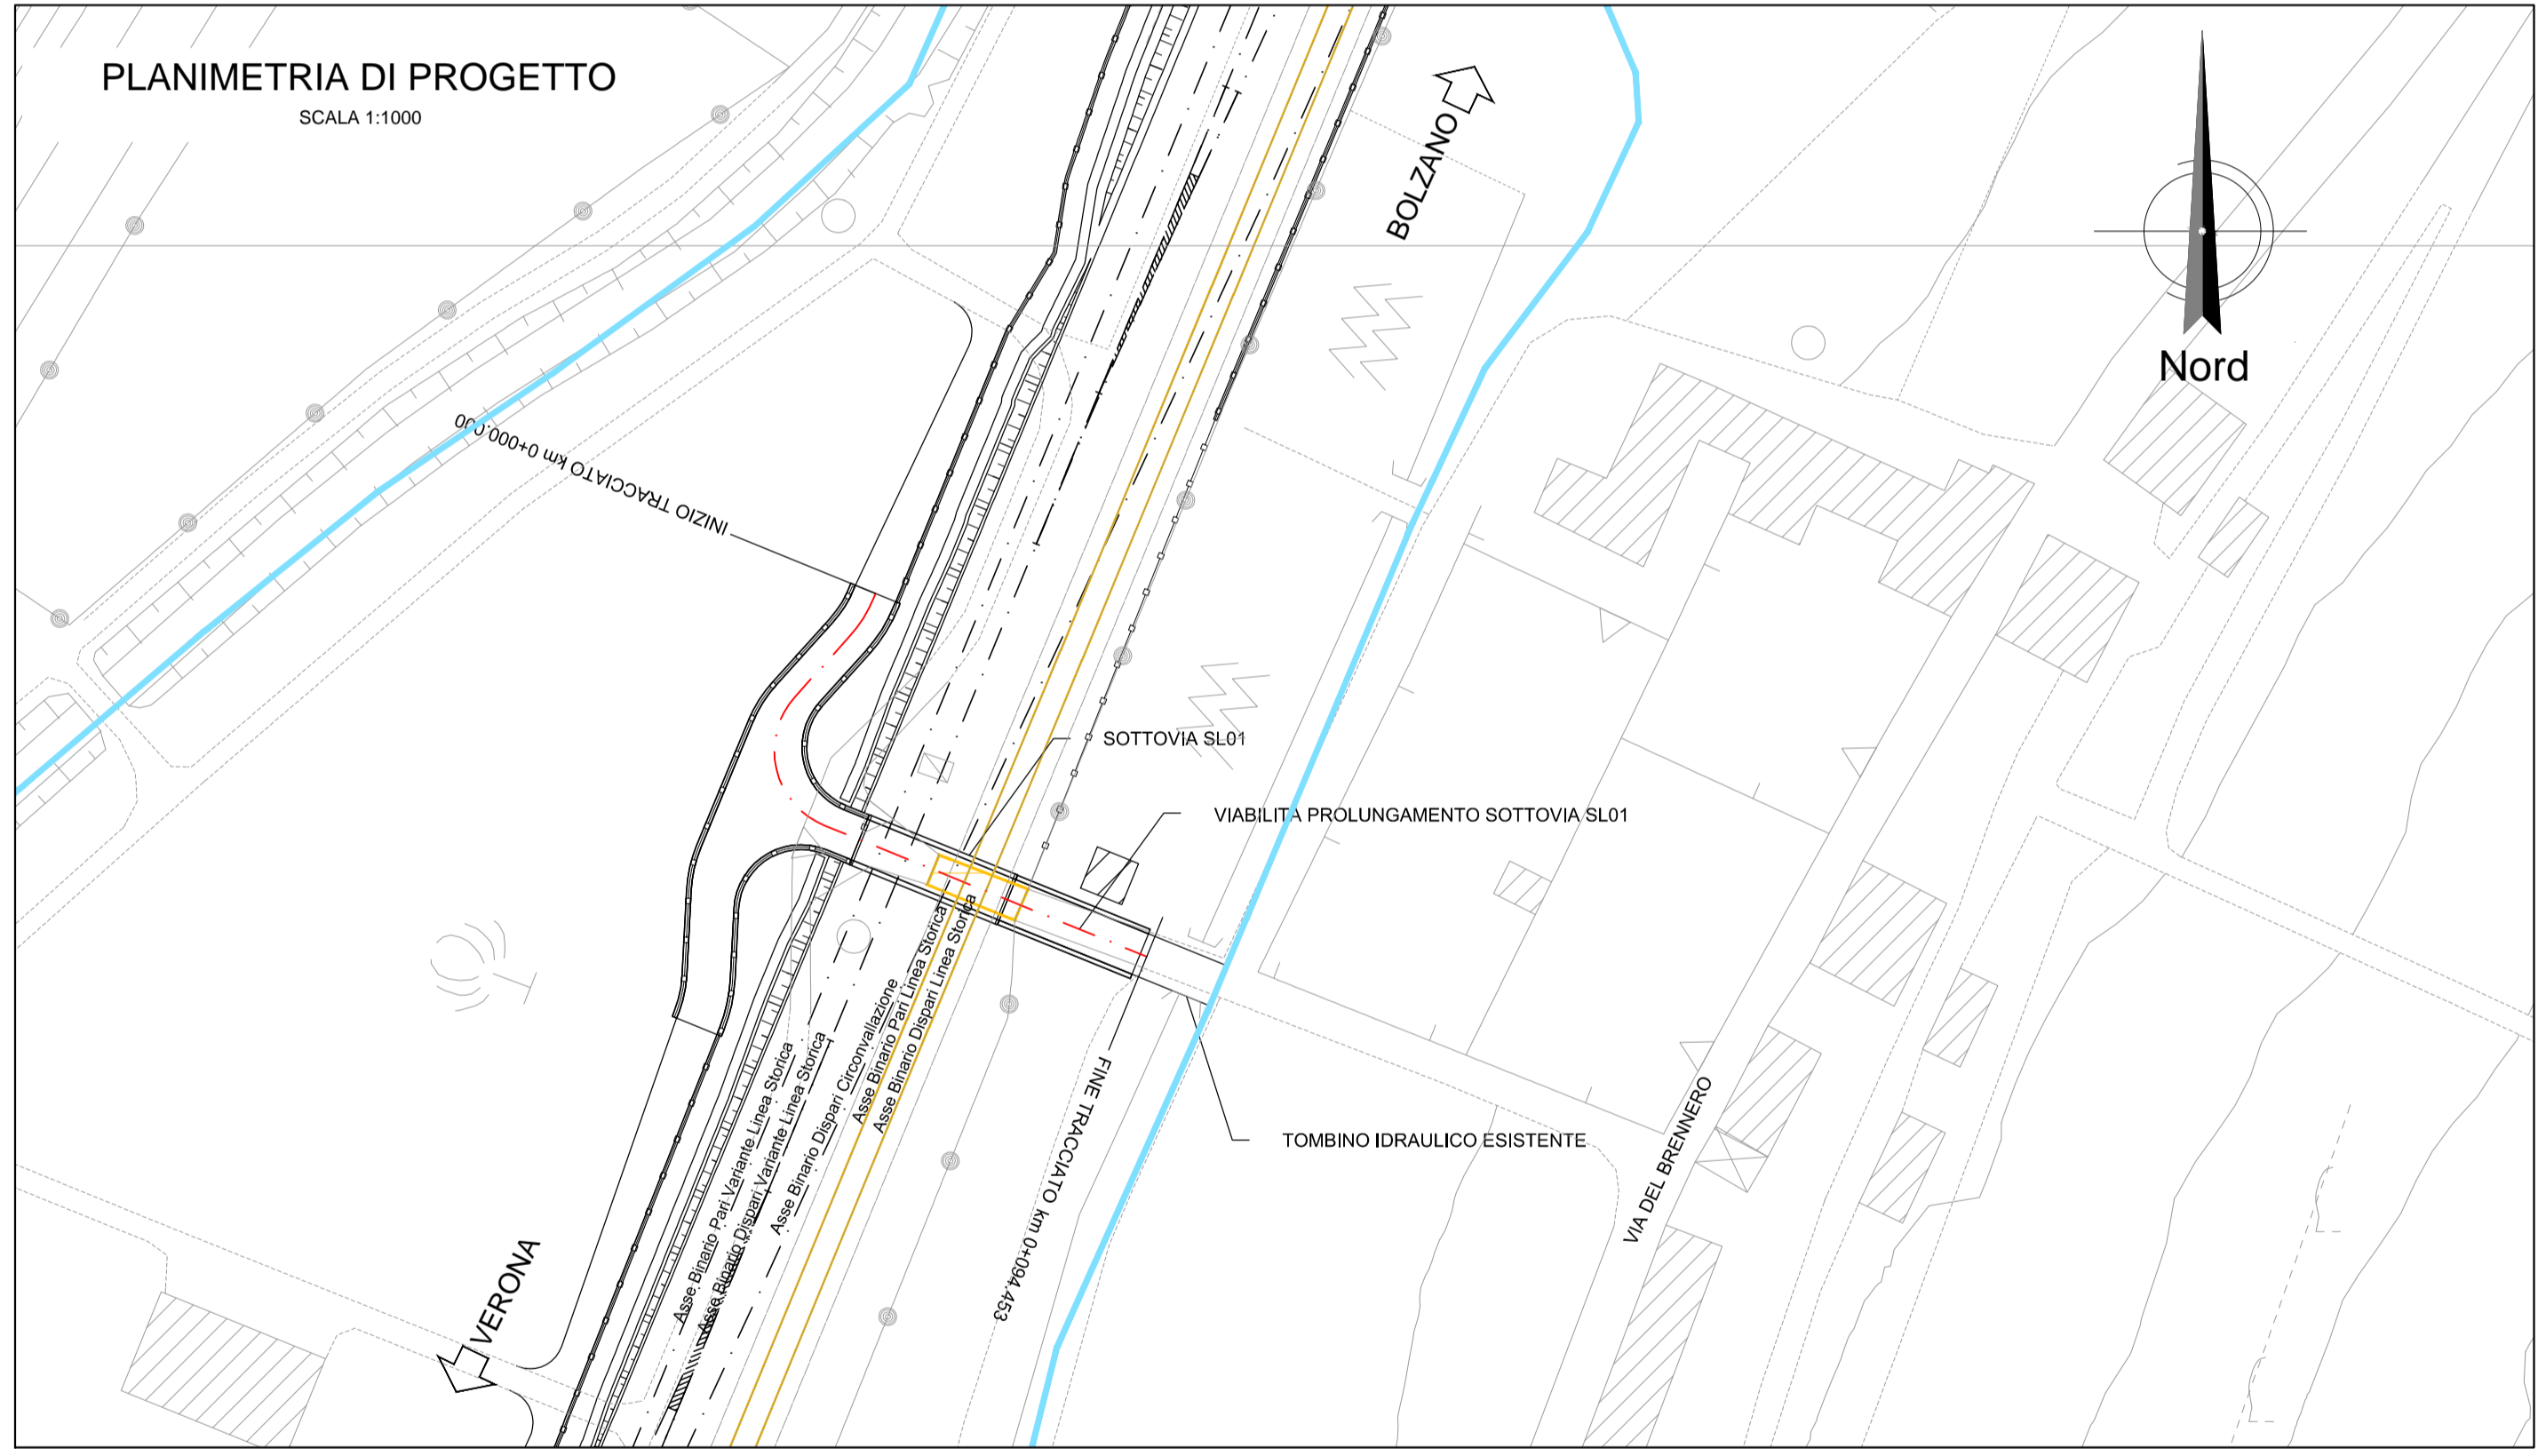 PLANIMETRIA DI PROGETTO
SCALA 1:1000
BOLZANO
Nord
INIZIO TRACCIATO km 0+000.000
SOTTOVIA SL01
VIABILITÀ PROLUNGAMENTO SOTTOVIA SL01
Asse Binario Pari Variante Linea Storica
Asse Binario Dispari Variante Linea Storica
Asse Binario Dispari Circonvallazione
Asse Binario Pari Linea Storica
Asse Binario Dispari Linea Storica
FINE TRACCIATO km 0+094.453
TOMBINO IDRAULICO ESISTENTE
VIA DEL BRENNERO
VERONA